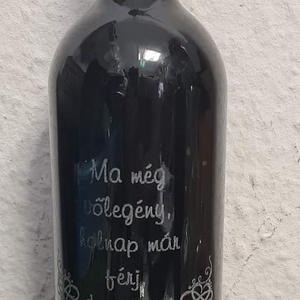 Ma még
vőlegény,
holnap már
férj,